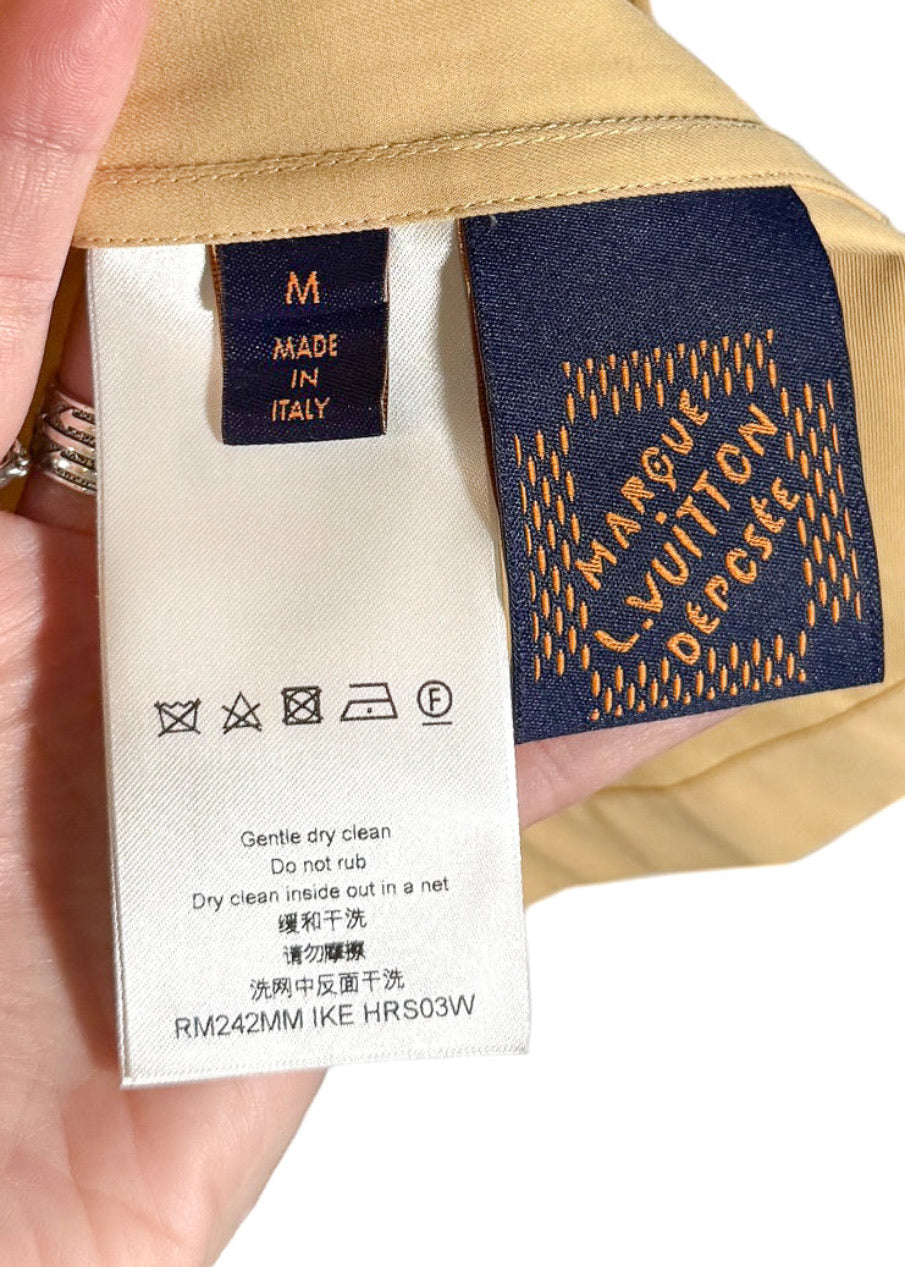 M
MADE
IN
ITALY
MARQUE
L.VUITTON
DÉPOSÉE
F
Gentle dry clean
Do not rub
Dry clean inside out in a net
缓和干洗
请勿摩擦
洗网中反面干洗
RM242MM IKE HRS03W